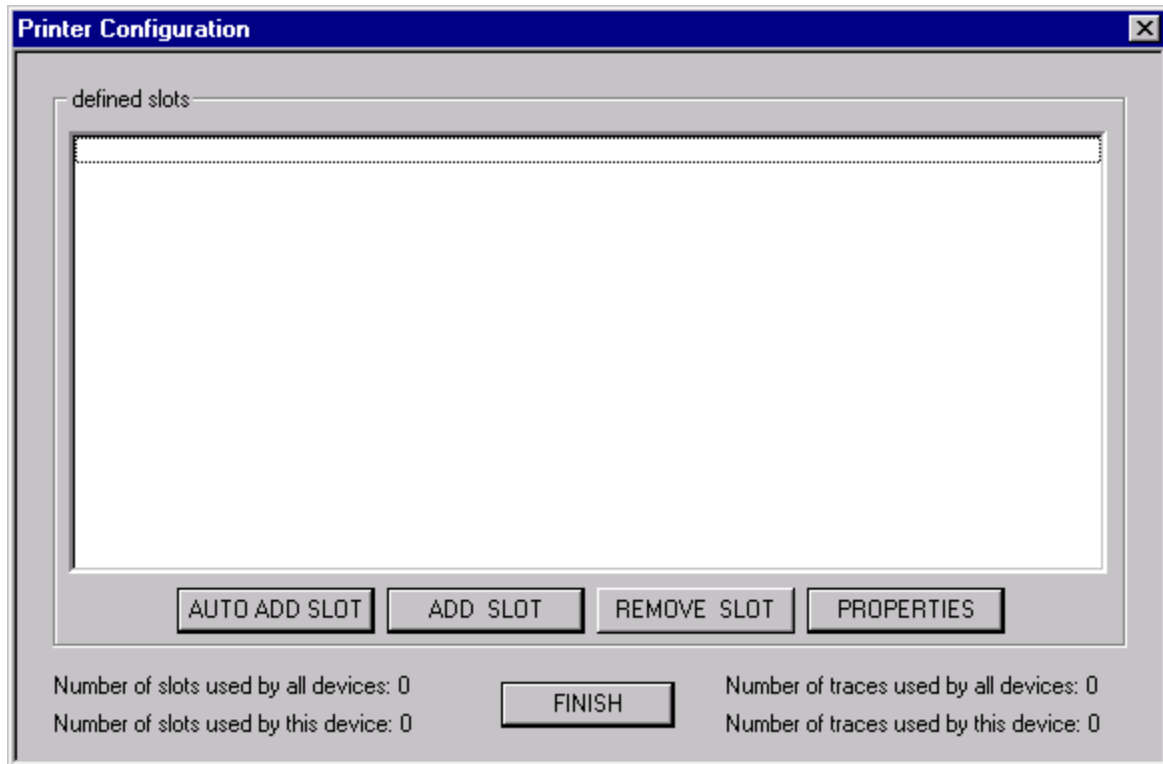 Printer Configuration
defined slots
AUTO ADD SLOT
ADD SLOT
REMOVE SLOT
PROPERTIES
Number of slots used by all devices: 0
Number of slots used by this device: 0
FINISH
Number of traces used by all devices: 0
Number of traces used by this device: 0